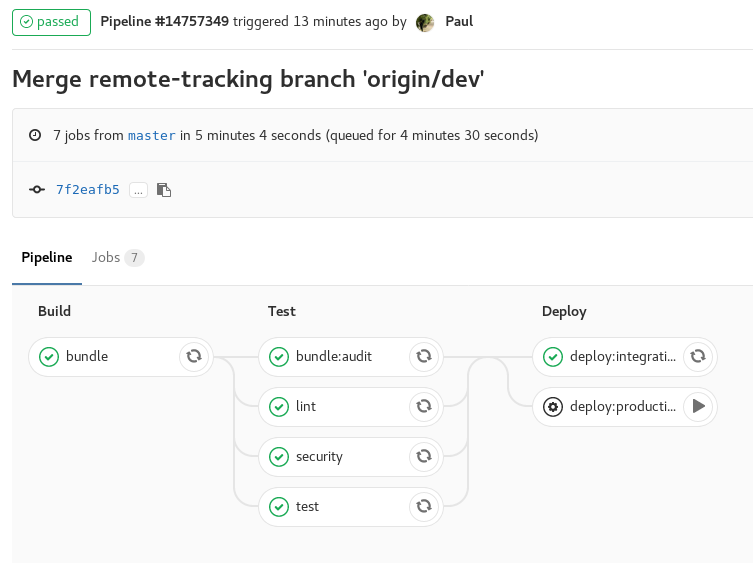 passed Pipeline #14757349 triggered 13 minutes ago by Paul
Merge remote-tracking branch 'origin/dev'
7 jobs from master in 5 minutes 4 seconds (queued for 4 minutes 30 seconds)
7f2eafb5 ...
Pipeline Jobs 7
Build Test Deploy
bundle bundle:audit deploy:integrati...
lint deploy:producti...
security
test